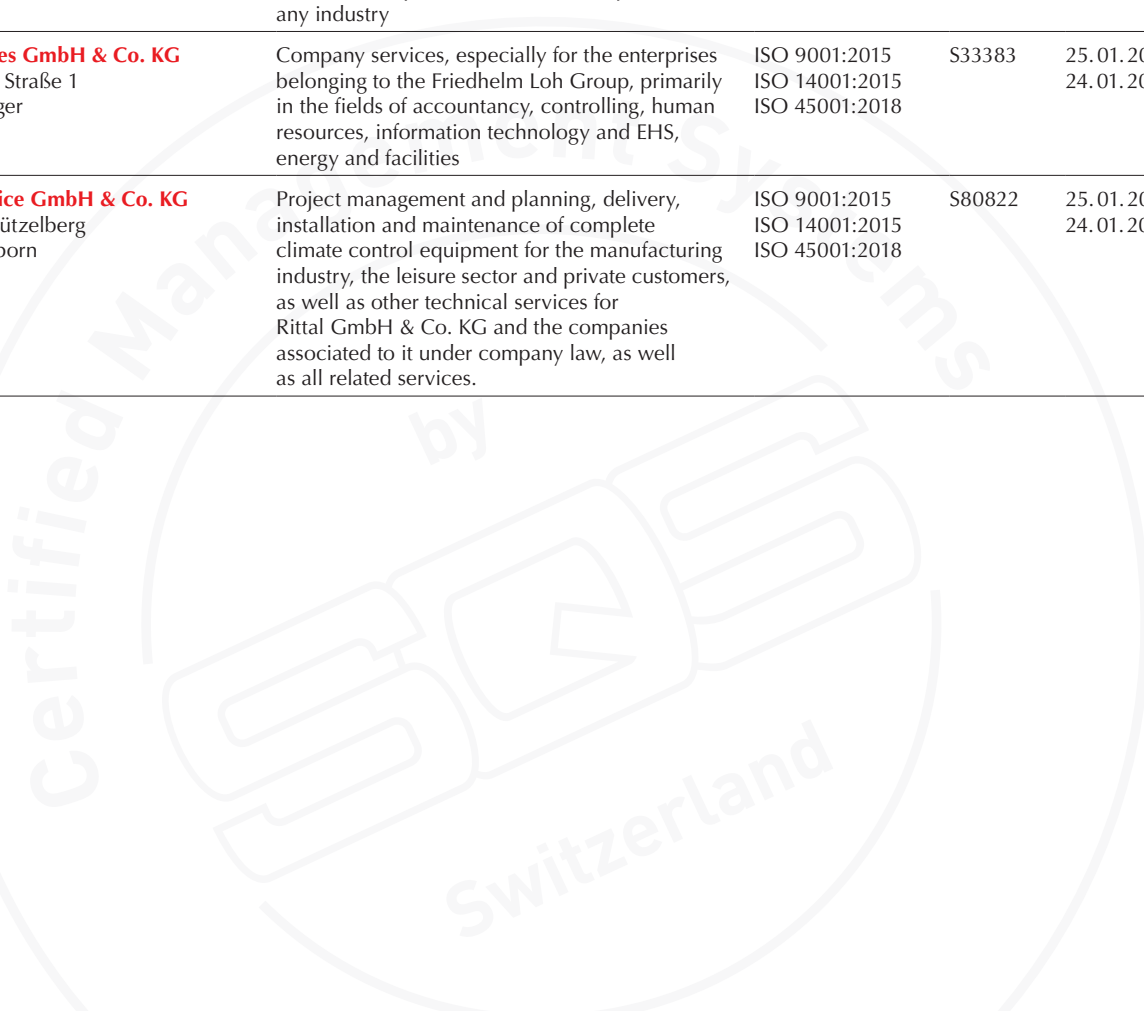 any industry
es GmbH & Co. KG
Straße 1
ger
Company services, especially for the enterprises
belonging to the Friedhelm Loh Group, primarily
in the fields of accountancy, controlling, human
resources, information technology and EHS,
energy and facilities
ISO 9001:2015
ISO 14001:2015
ISO 45001:2018
S33383
25.01.20
24.01.20
ice GmbH & Co. KG
ützelberg
born
Project management and planning, delivery,
installation and maintenance of complete
climate control equipment for the manufacturing
industry, the leisure sector and private customers,
as well as other technical services for
Rittal GmbH & Co. KG and the companies
associated to it under company law, as well
as all related services.
ISO 9001:2015
ISO 14001:2015
ISO 45001:2018
S80822
25.01.20
24.01.20
Certified Management Systems
by
SQS
Switzerland